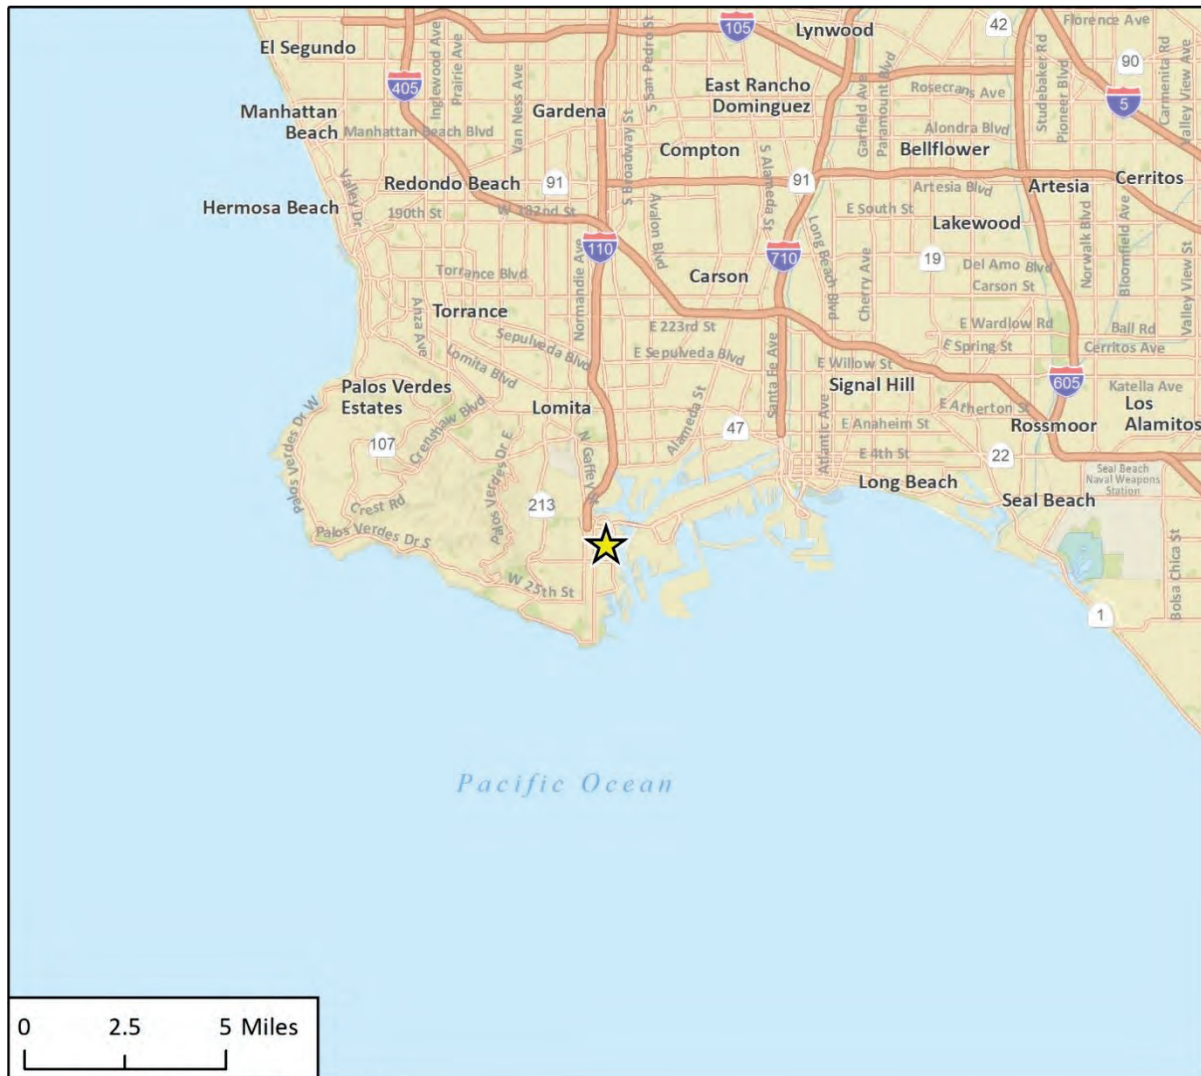 Florence Ave
42
105
Lynwood
El Segundo
Inglewood Ave
Prairie Ave
S San Pedro St
Studebaker Rd
Pioneer Blvd
90
Carmenita Rd
Valley View Ave
405
Van Ness Ave
East Rancho
Dominguez
Garfield Ave
Paramount Blvd
Rosecrans Ave
5
Manhattan
Beach
Manhattan Beach Blvd
Gardena
S Broadway St
Compton
S Alameda St
Alondra Blvd
Bellflower
Redondo Beach
91
91
Artesia Blvd
Artesia
Cerritos
Valley Dr
Hermosa Beach
190th St
W 182nd St
Avalon Blvd
Long Beach Blvd
E South St
Lakewood
Norwalk Blvd
Bloomfield Ave
110
Normandie Ave
710
Cherry Ave
19
Del Amo Blvd
Carson St
Valley View St
Torrance Blvd
Carson
Anza Ave
Torrance
E 223rd St
E Wardlow Rd
Ball Rd
Sepulveda Blvd
E Sepulveda Blvd
Santa Fe Ave
E Spring St
Cerritos Ave
Lomita Blvd
E Willow St
Signal Hill
605
Katella Ave
Palos Verdes
Estates
Palos Verdes Dr W
Crenshaw Blvd
Lomita
Alameda St
Atlantic Ave
E Atherton St
Los
Alamitos
107
Palos Verdes Dr E
N Gaffey St
47
E Anaheim St
Rossmoor
E 4th St
22
Seal Beach
Naval Weapons
Station
Long Beach
Crest Rd
213
Seal Beach
Palos Verdes Dr S
W 25th St
Bolsa Chica St
1
Pacific Ocean
0 2.5 5 Miles